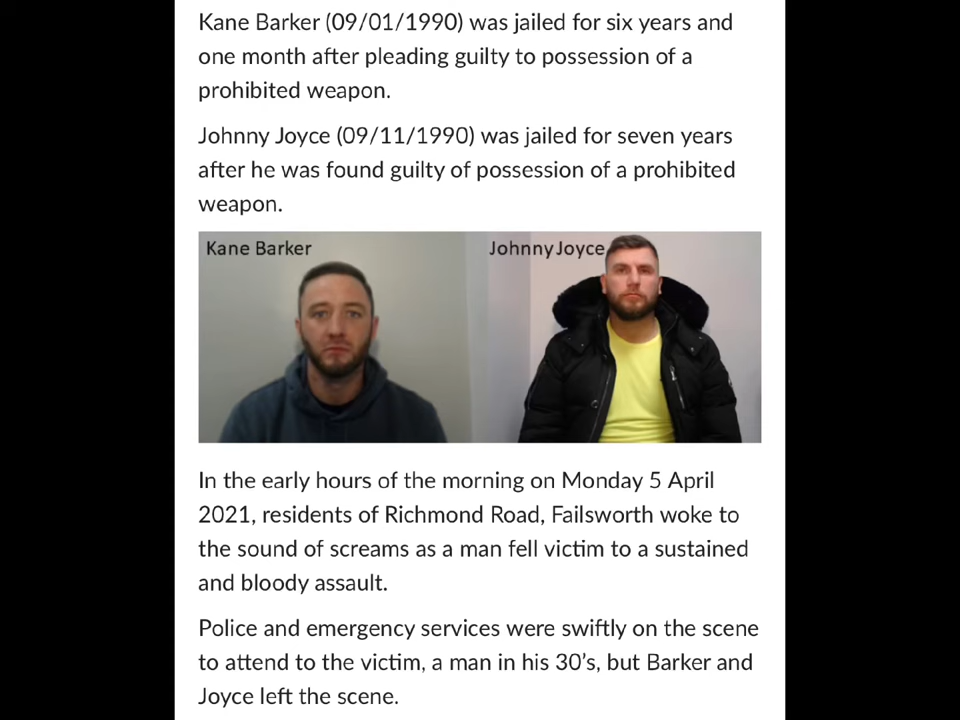 Kane Barker (09/01/1990) was jailed for six years and
one month after pleading guilty to possession of a
prohibited weapon.
Johnny Joyce (09/11/1990) was jailed for seven years
after he was found guilty of possession of a prohibited
weapon.
Kane Barker
Johnny Joyce
In the early hours of the morning on Monday 5 April
2021, residents of Richmond Road, Failsworth woke to
the sound of screams as a man fell victim to a sustained
and bloody assault.
Police and emergency services were swiftly on the scene
to attend to the victim, a man in his 30’s, but Barker and
Joyce left the scene.